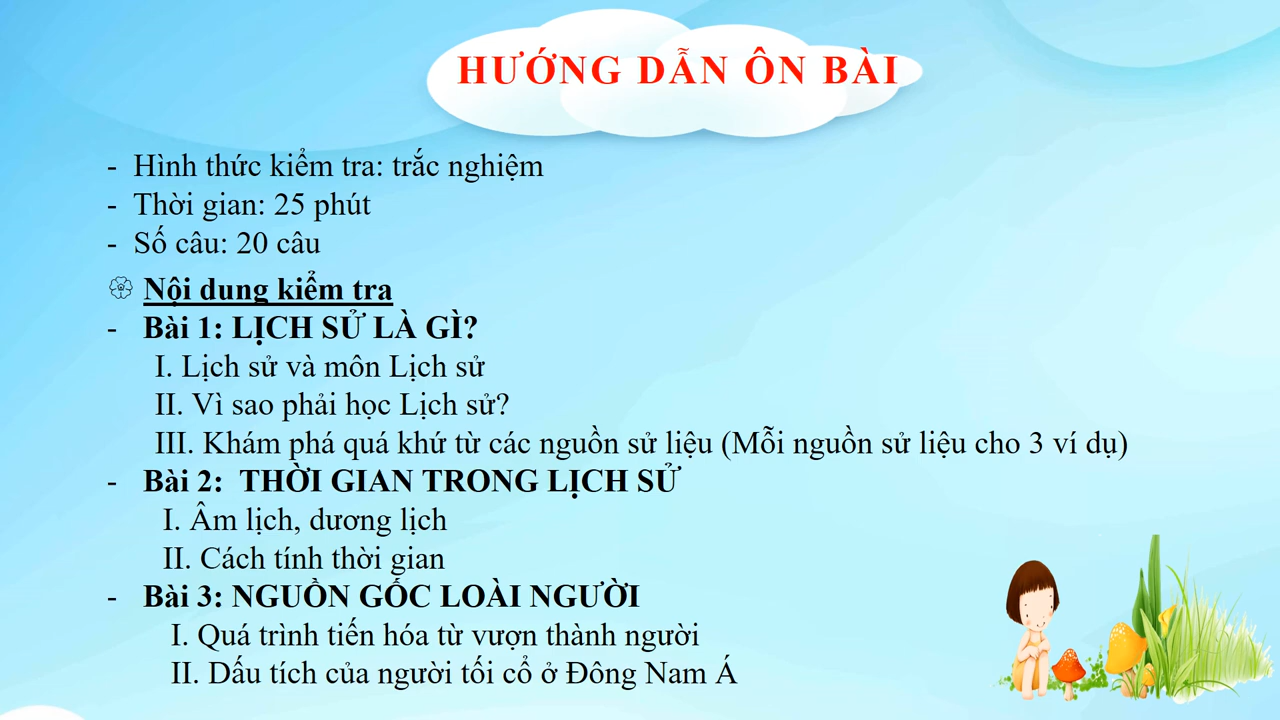 HƯỚNG DẪN ÔN BÀI
- Hình thức kiểm tra: trắc nghiệm
- Thời gian: 25 phút
- Số câu: 20 câu
Nội dung kiểm tra
- Bài 1: LỊCH SỬ LÀ GÌ?
I. Lịch sử và môn Lịch sử
II. Vì sao phải học Lịch sử?
III. Khám phá quá khứ từ các nguồn sử liệu (Mỗi nguồn sử liệu cho 3 ví dụ)
- Bài 2: THỜI GIAN TRONG LỊCH SỬ
I. Âm lịch, dương lịch
II. Cách tính thời gian
- Bài 3: NGUỒN GỐC LOÀI NGƯỜI
I. Quá trình tiến hóa từ vượn thành người
II. Dấu tích của người tối cổ ở Đông Nam Á